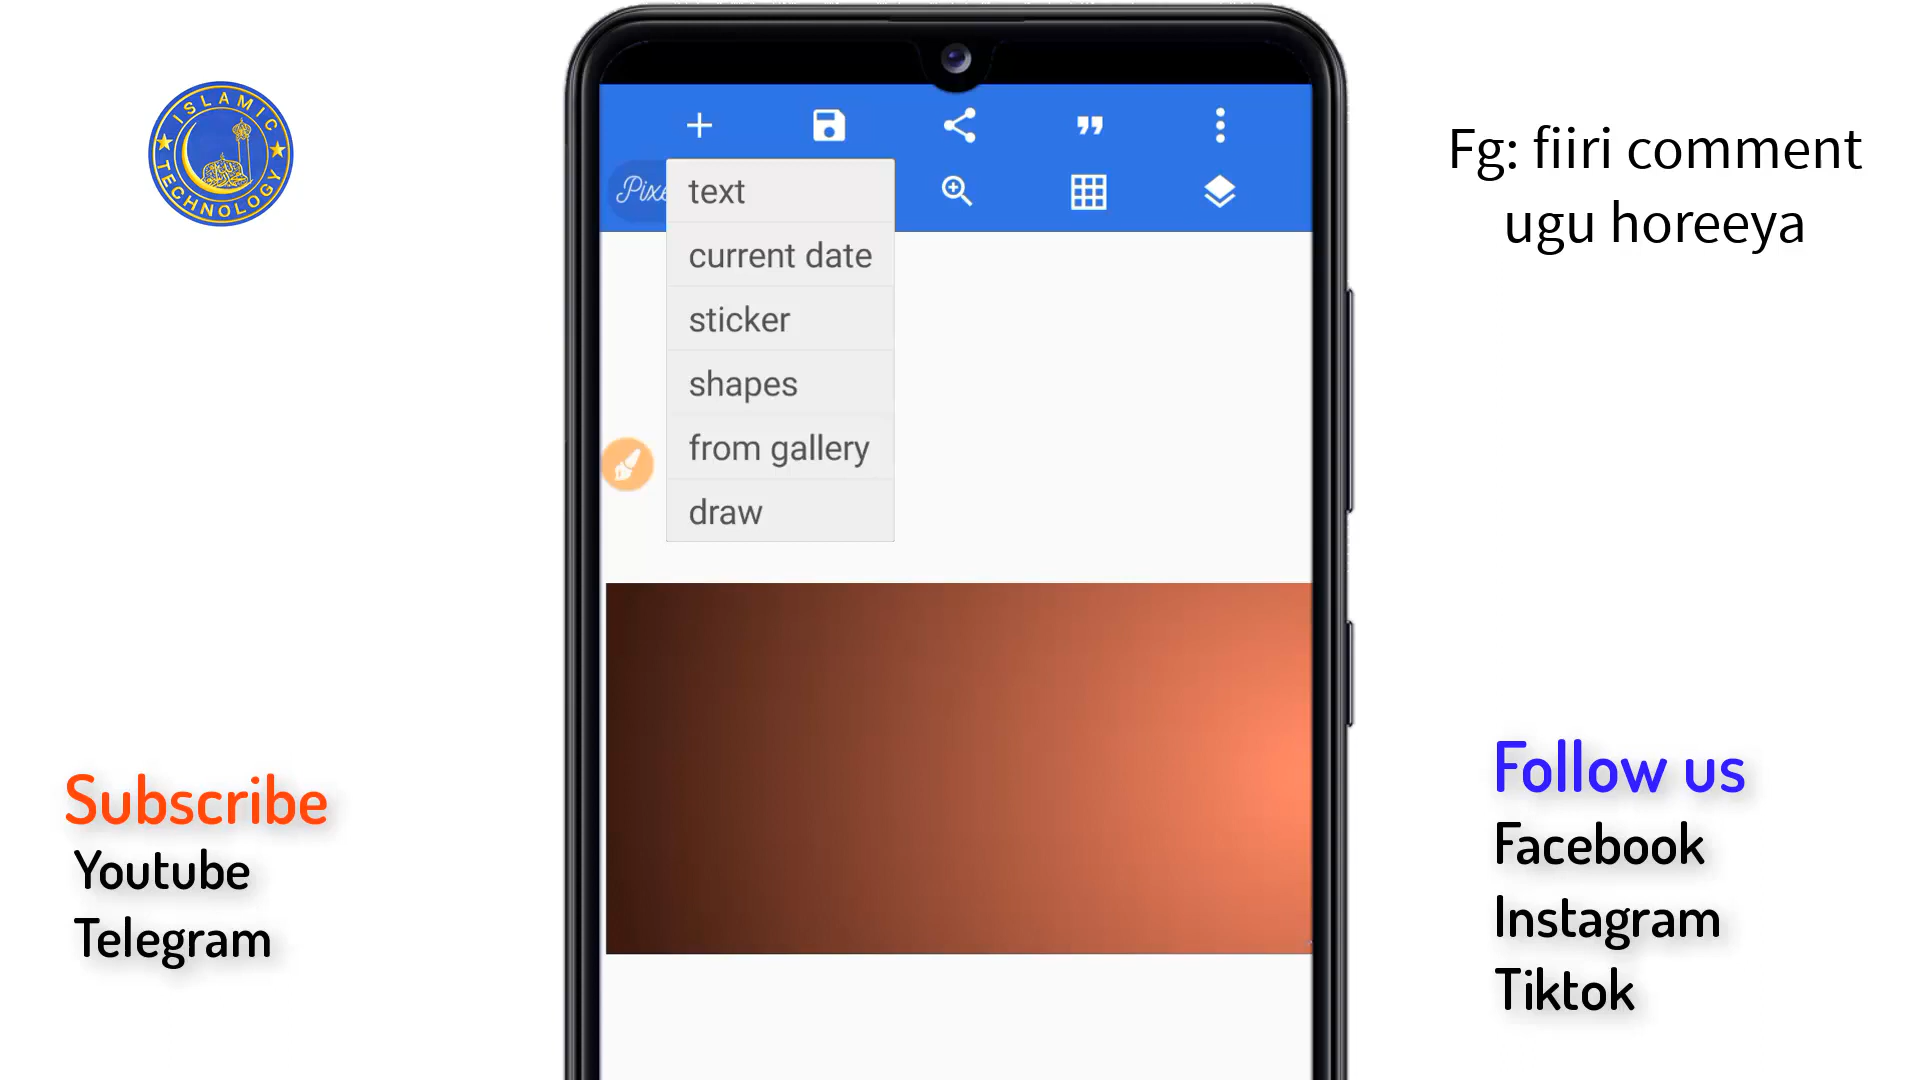 ISLAMIC
TECHNOLOGY
Fg: fiiri comment
ugu horeeya
text
current date
sticker
shapes
from gallery
draw
Subscribe
Youtube
Telegram
Follow us
Facebook
Instagram
Tiktok